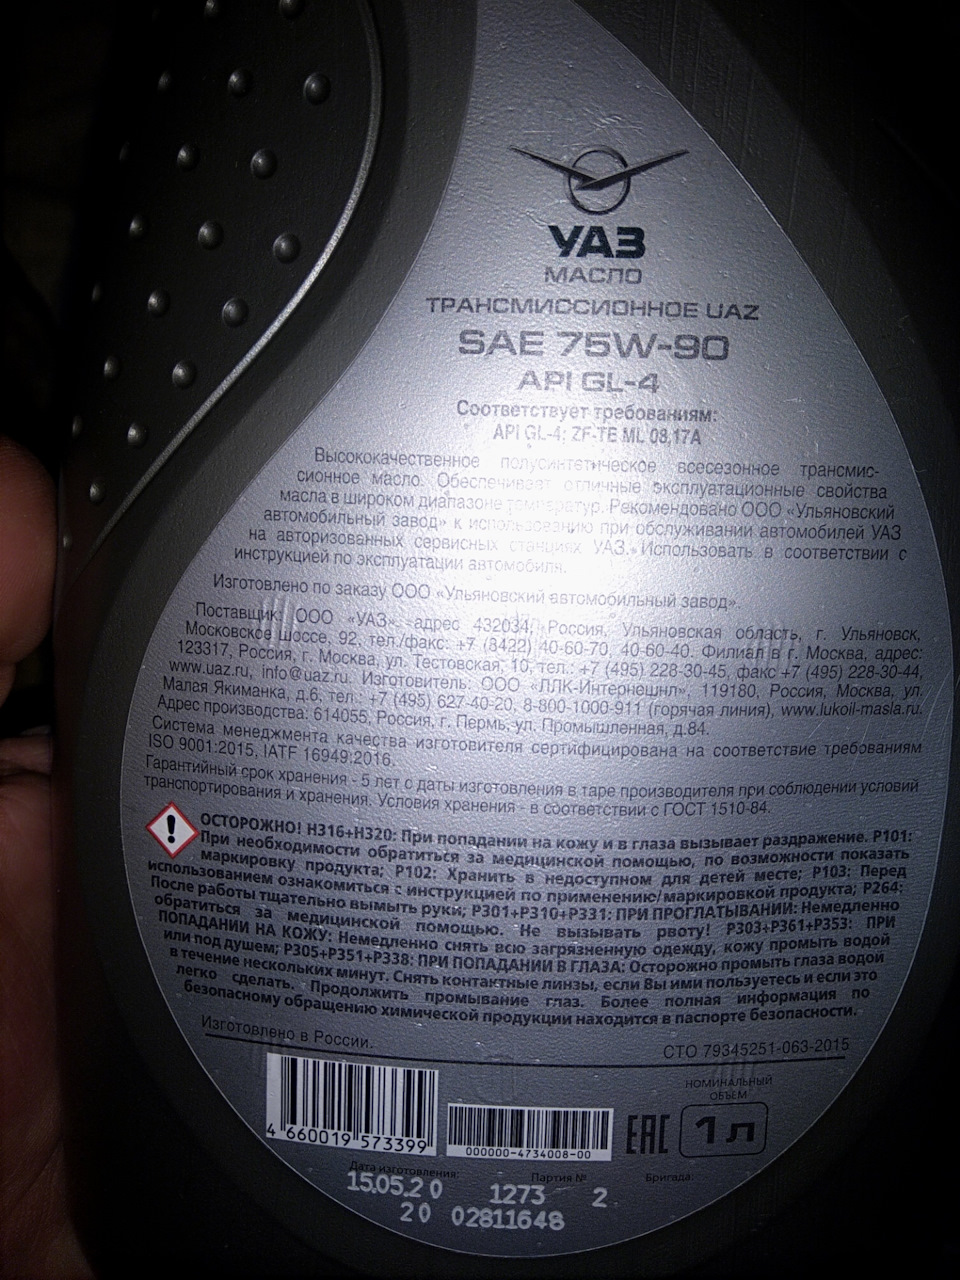 УАЗ
МАСЛО
ТРАНСМИССИОННОЕ UAZ
SAE 75W-90
API GL-4
Соответствует требованиям:
API GL-4; ZF-TE ML 08,17A
Высококачественное полусинтетическое всесезонное трансмис-
сионное масло. Обеспечивает отличные эксплуатационные свойства
масла в широком диапазоне температур. Рекомендовано ООО «Ульяновский
автомобильный завод» к использованию при обслуживании автомобилей УАЗ
на авторизованных сервисных станциях УАЗ. Использовать в соответствии с
инструкцией по эксплуатации автомобиля.
Изготовлено по заказу ООО «Ульяновский автомобильный завод».
Поставщик: ООО «УАЗ» адрес 432034, Россия, Ульяновская область, г. Ульяновск,
Московское шоссе, 92, тел./факс: +7 (8422) 40-60-70, 40-60-40. Филиал в г. Москва, адрес:
123317, Россия, г. Москва, ул. Тестовская, 10, тел.: +7 (495) 228-30-45, факс +7 (495) 228-30-44,
www.uaz.ru, info@uaz.ru. Изготовитель: ООО «ЛЛК-Интернешнл», 119180, Россия, Москва, ул.
Малая Якиманка, д.6, тел.: +7 (495) 627-40-20, 8-800-1000-911 (горячая линия), www.lukoil-masla.ru.
Адрес производства: 614055, Россия, г. Пермь, ул. Промышленная, д.84.
Система менеджмента качества изготовителя сертифицирована на соответствие требованиям
ISO 9001:2015, IATF 16949:2016.
Гарантийный срок хранения - 5 лет с даты изготовления в таре производителя при соблюдении условий
транспортирования и хранения. Условия хранения - в соответствии с ГОСТ 1510-84.
ОСТОРОЖНО! H316+H320: При попадании на кожу и в глаза вызывает раздражение. P101:
При необходимости обратиться за медицинской помощью, по возможности показать
маркировку продукта; P102: Хранить в недоступном для детей месте; P103: Перед
использованием ознакомиться с инструкцией по применению/маркировкой продукта; P264:
После работы тщательно вымыть руки; P301+P310+P331: ПРИ ПРОГЛАТЫВАНИИ: Немедленно
обратиться за медицинской помощью. Не вызывать рвоту! P303+P361+P353: ПРИ
ПОПАДАНИИ НА КОЖУ: Немедленно снять всю загрязненную одежду, кожу промыть водой
или под душем; P305+P351+P338: ПРИ ПОПАДАНИИ В ГЛАЗА: Осторожно промыть глаза водой
в течение нескольких минут. Снять контактные линзы, если Вы ими пользуетесь и если это
легко сделать. Продолжить промывание глаз. Более полная информация по
безопасному обращению химической продукции находится в паспорте безопасности.
Изготовлено в России.
СТО 79345251-063-2015
4 660019 573399
000000-4734008-00
EAC
НОМИНАЛЬНЫЙ
ОБЪЕМ
1 л
Дата изготовления: Партия № Бригада:
15.05.20 1273 2
20 02811648